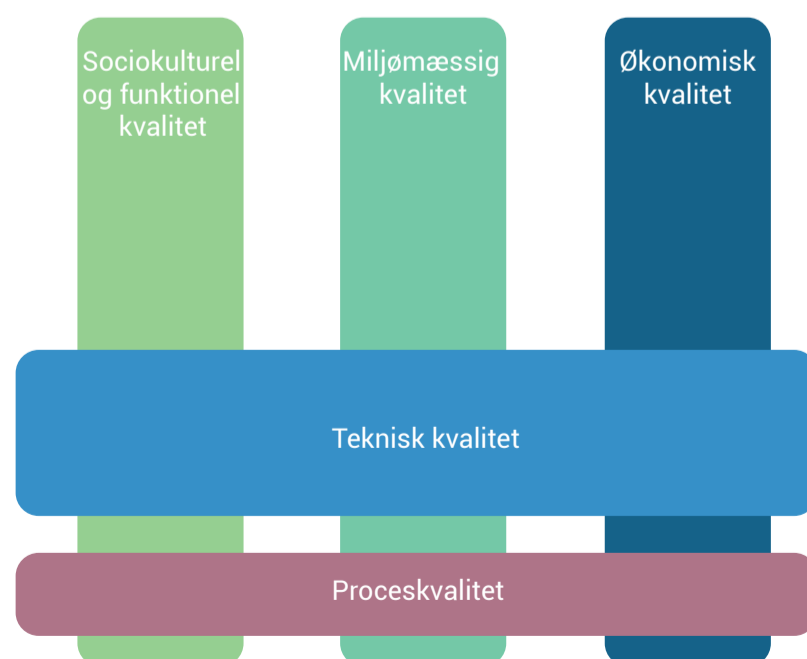 Sociokulturel
og funktionel
kvalitet
Miljømæssig
kvalitet
Økonomisk
kvalitet
Teknisk kvalitet
Proceskvalitet